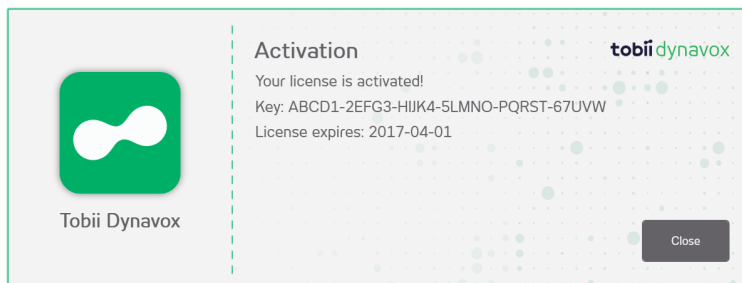 Activation
tobii dynavox
Your license is activated!
Key: ABCD1-2EFG3-HIJK4-5LMNO-PQRST-67UVW
License expires: 2017-04-01
Tobii Dynavox
Close